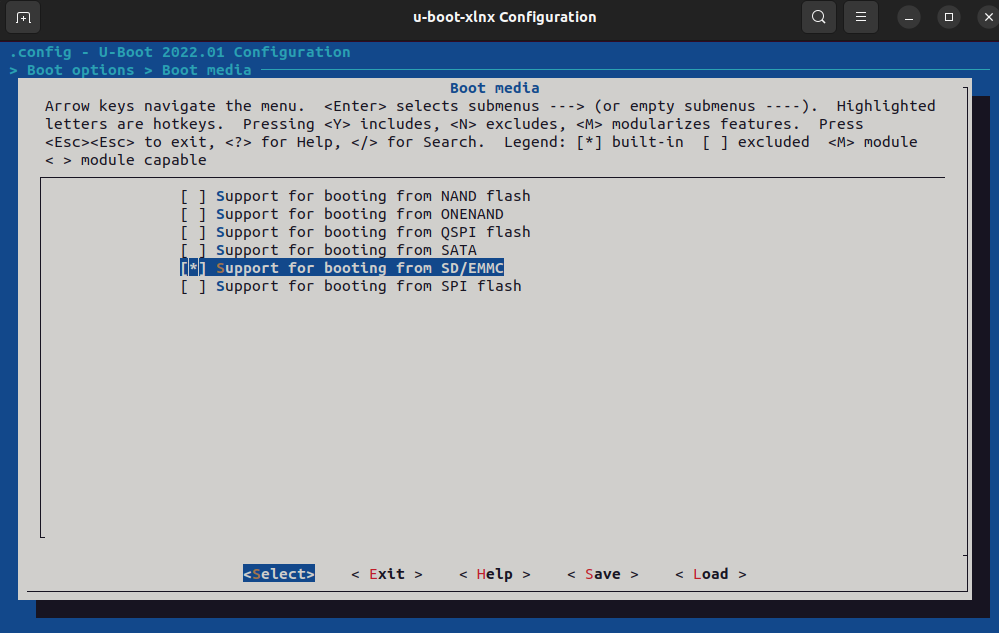 u-boot-xlnx Configuration
.config - U-Boot 2022.01 Configuration
> Boot options > Boot media
Boot media
Arrow keys navigate the menu.  <Enter> selects submenus ---> (or empty submenus ----).  Highlighted
letters are hotkeys.  Pressing <Y> includes, <N> excludes, <M> modularizes features.  Press
<Esc><Esc> to exit, <?> for Help, </> for Search.  Legend: [*] built-in  [ ] excluded  <M> module
< > module capable
[ ] Support for booting from NAND flash
[ ] Support for booting from ONENAND
[ ] Support for booting from QSPI flash
[ ] Support for booting from SATA
[*] Support for booting from SD/EMMC
[ ] Support for booting from SPI flash
<Select>    < Exit >    < Help >    < Save >    < Load >